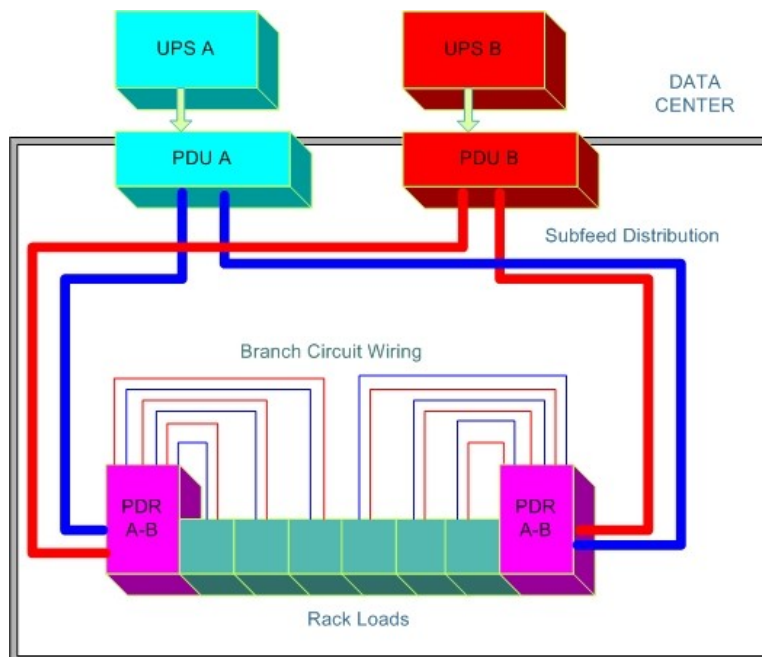 UPS A
UPS B
DATA
CENTER
PDU A
PDU B
Subfeed Distribution
Branch Circuit Wiring
PDR
A-B
PDR
A-B
Rack Loads